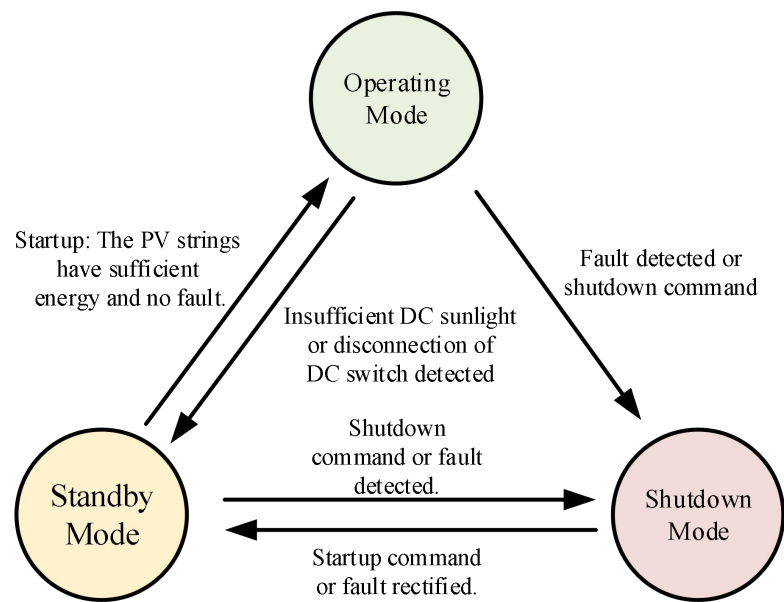 Operating
Mode
Startup: The PV strings
have sufficient
energy and no fault.
Fault detected or
shutdown command
Insufficient DC sunlight
or disconnection of
DC switch detected
Standby
Mode
Shutdown
command or fault
detected.
Startup command
or fault rectified.
Shutdown
Mode